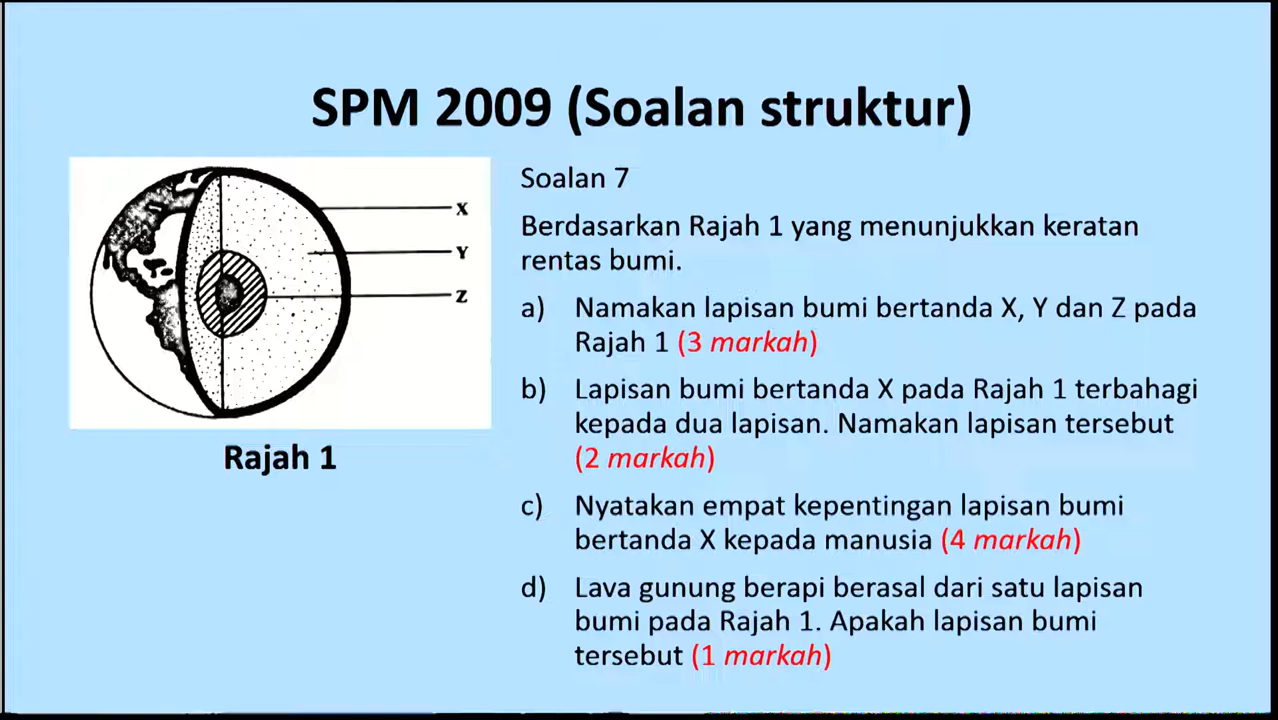 SPM 2009 (Soalan struktur)
X
Y
Z
Rajah 1
Soalan 7
Berdasarkan Rajah 1 yang menunjukkan keratan
rentas bumi.
a) Namakan lapisan bumi bertanda X, Y dan Z pada
Rajah 1 (3 markah)
b) Lapisan bumi bertanda X pada Rajah 1 terbahagi
kepada dua lapisan. Namakan lapisan tersebut
(2 markah)
c) Nyatakan empat kepentingan lapisan bumi
bertanda X kepada manusia (4 markah)
d) Lava gunung berapi berasal dari satu lapisan
bumi pada Rajah 1. Apakah lapisan bumi
tersebut (1 markah)